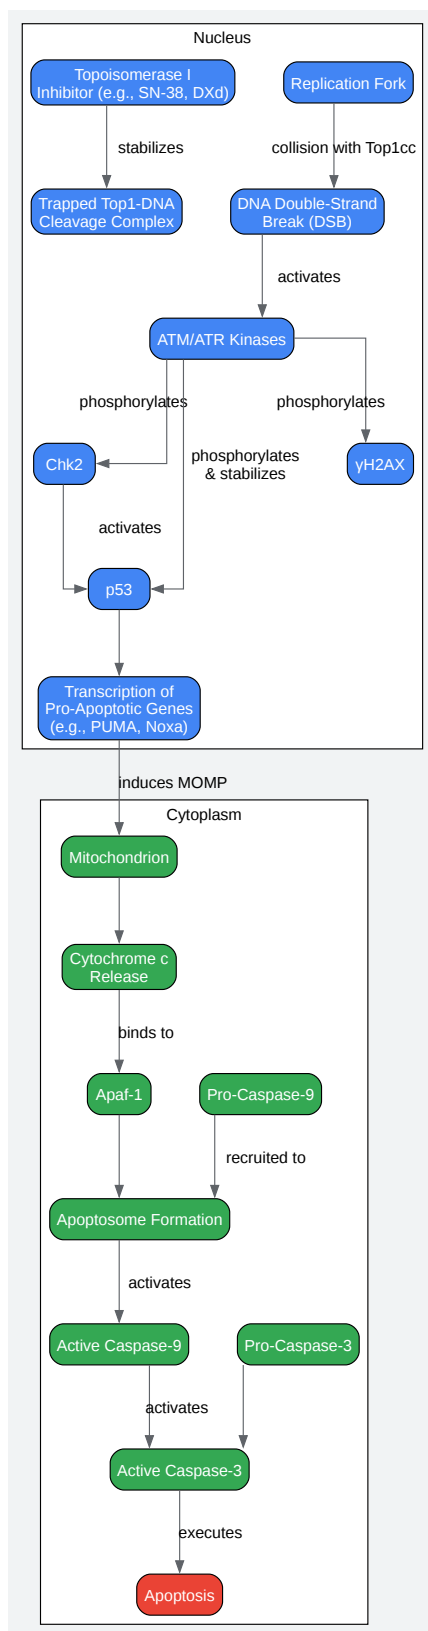 Nucleus
Topoisomerase I
Inhibitor (e.g., SN-38, DXd)
Replication Fork
stabilizes
collision with Top1cc
Trapped Top1-DNA
Cleavage Complex
DNA Double-Strand
Break (DSB)
activates
ATM/ATR Kinases
phosphorylates
phosphorylates
phosphorylates
& stabilizes
Chk2
γH2AX
activates
p53
Transcription of
Pro-Apoptotic Genes
(e.g., PUMA, Noxa)
induces MOMP
Cytoplasm
Mitochondrion
Cytochrome c
Release
binds to
Apaf-1
Pro-Caspase-9
recruited to
Apoptosome Formation
activates
Active Caspase-9
Pro-Caspase-3
activates
Active Caspase-3
executes
Apoptosis